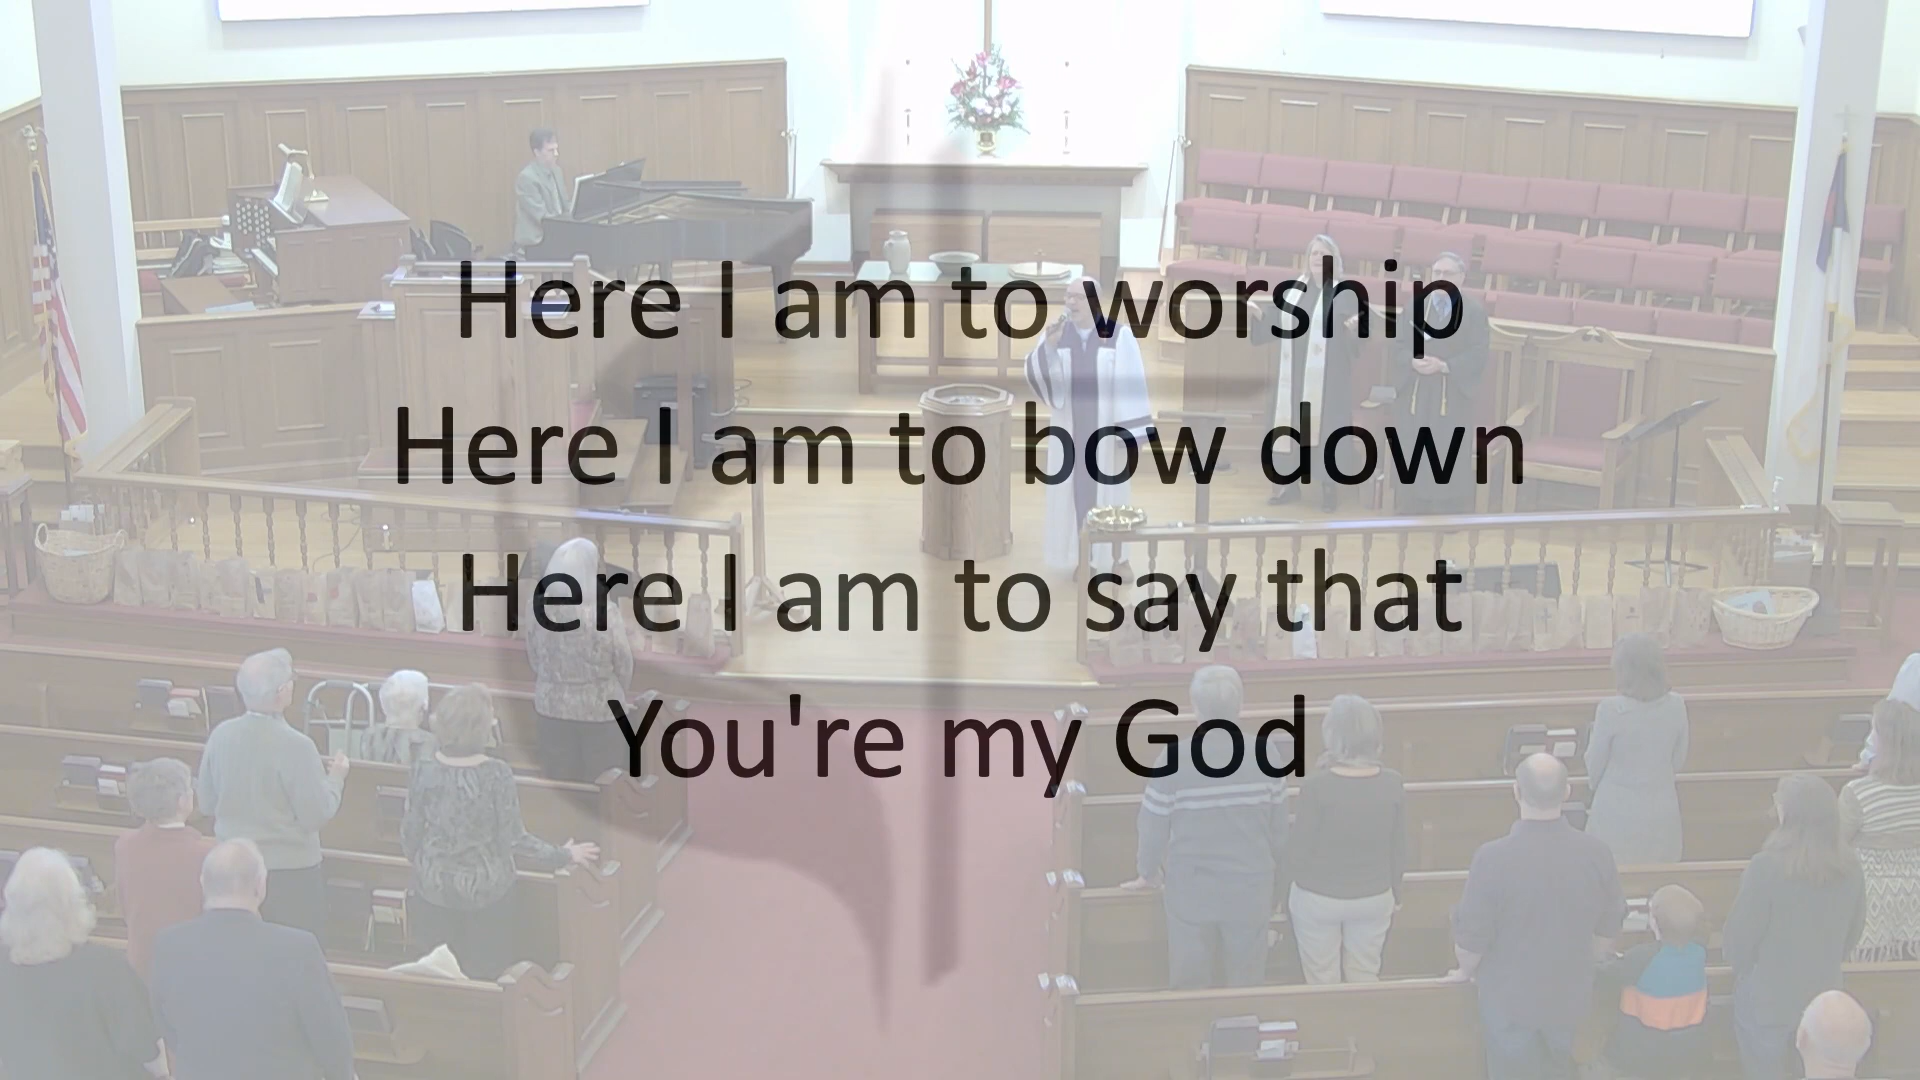 Here I am to worship
Here I am to bow down
Here I am to say that
You're my God